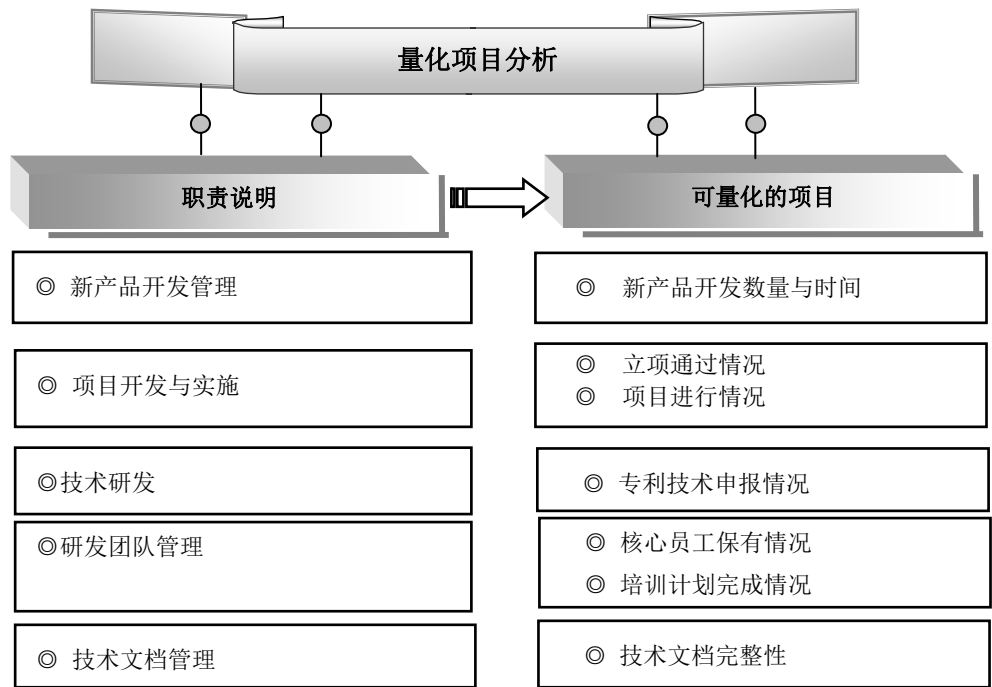 量化项目分析
职责说明
可量化的项目
◎ 新产品开发管理
◎ 新产品开发数量与时间
◎ 项目开发与实施
◎ 立项通过情况
◎ 项目进行情况
◎技术研发
◎ 专利技术申报情况
◎研发团队管理
◎ 核心员工保有情况
◎ 培训计划完成情况
◎ 技术文档管理
◎ 技术文档完整性